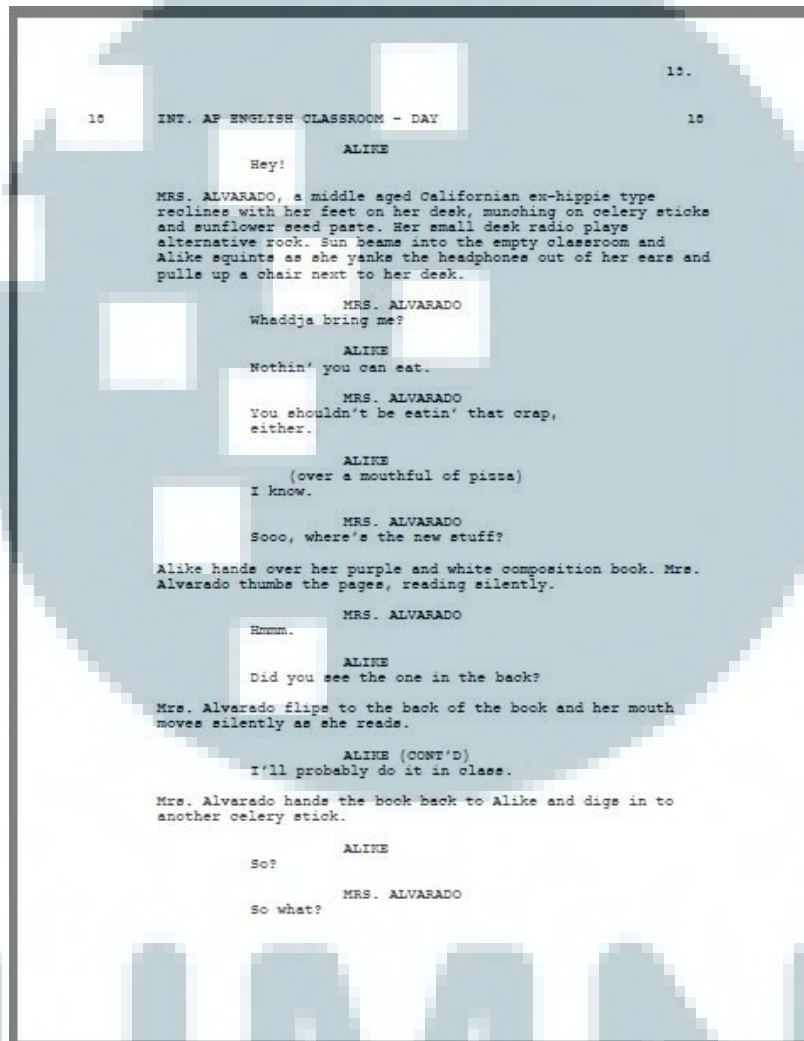 13.
18 INT. AP ENGLISH CLASSROOM - DAY 18
ALIKE
Hey!
MRS. ALVARADO, a middle aged Californian ex-hippie type
reclines with her feet on her desk, munching on celery sticks
and sunflower seed paste. Her small desk radio plays
alternative rock. Sun beams into the empty classroom and
Alike squints as she yanks the headphones out of her ears and
pulls up a chair next to her desk.
MRS. ALVARADO
Whaddja bring me?
ALIKE
Nothin' you can eat.
MRS. ALVARADO
You shouldn't be eatin' that crap,
either.
ALIKE
(over a mouthful of pizza)
I know.
MRS. ALVARADO
Sooo, where's the new stuff?
Alike hands over her purple and white composition book. Mrs.
Alvarado thumbs the pages, reading silently.
MRS. ALVARADO
Hmmm.
ALIKE
Did you see the one in the back?
Mrs. Alvarado flips to the back of the book and her mouth
moves silently as she reads.
ALIKE (CONT'D)
I'll probably do it in class.
Mrs. Alvarado hands the book back to Alike and digs in to
another celery stick.
ALIKE
So?
MRS. ALVARADO
So what?